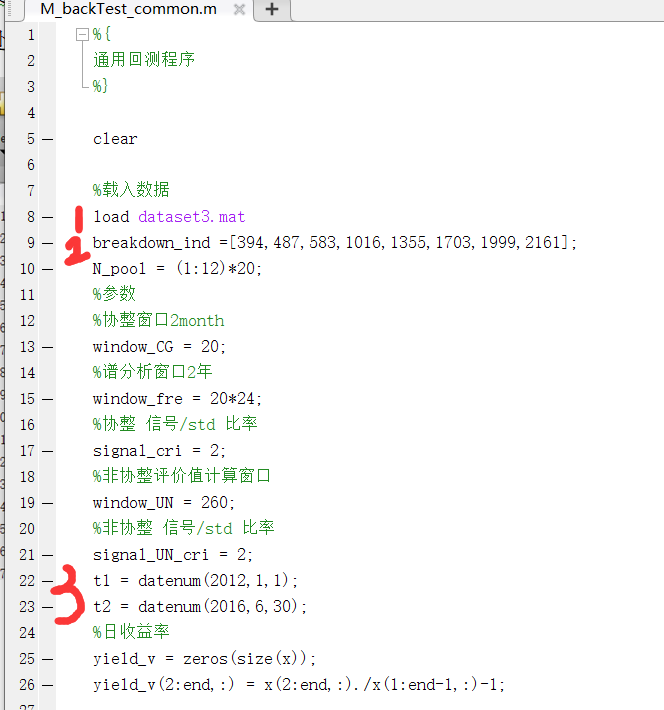 M_backTest_common.m
1 %{
2 通用回测程序
3 %}
4
5 clear
6
7 %载入数据
8 load dataset3.mat
9 breakdown_ind =[394,487,583,1016,1355,1703,1999,2161];
10 N_pool = (1:12)*20;
11 %参数
12 %协整窗口2month
13 window_CG = 20;
14 %谱分析窗口2年
15 window_fre = 20*24;
16 %协整 信号/std 比率
17 signal_cri = 2;
18 %非协整评价值计算窗口
19 window_UN = 260;
20 %非协整 信号/std 比率
21 signal_UN_cri = 2;
22 t1 = datenum(2012,1,1);
23 t2 = datenum(2016,6,30);
24 %日收益率
25 yield_v = zeros(size(x));
26 yield_v(2:end,:) = x(2:end,:)./x(1:end-1,:)-1;
1
2
3